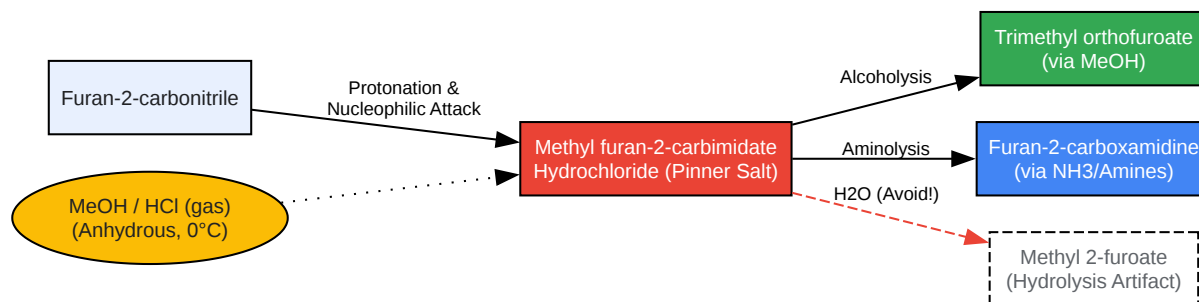 Furan-2-carbonitrile
MeOH / HCl (gas)
(Anhydrous, 0°C)
Protonation &
Nucleophilic Attack
Methyl furan-2-carbimidate
Hydrochloride (Pinner Salt)
Alcoholysis
Aminolysis
H2O (Avoid!)
Trimethyl orthofuroate
(via MeOH)
Furan-2-carboxamidine
(via NH3/Amines)
Methyl 2-furoate
(Hydrolysis Artifact)